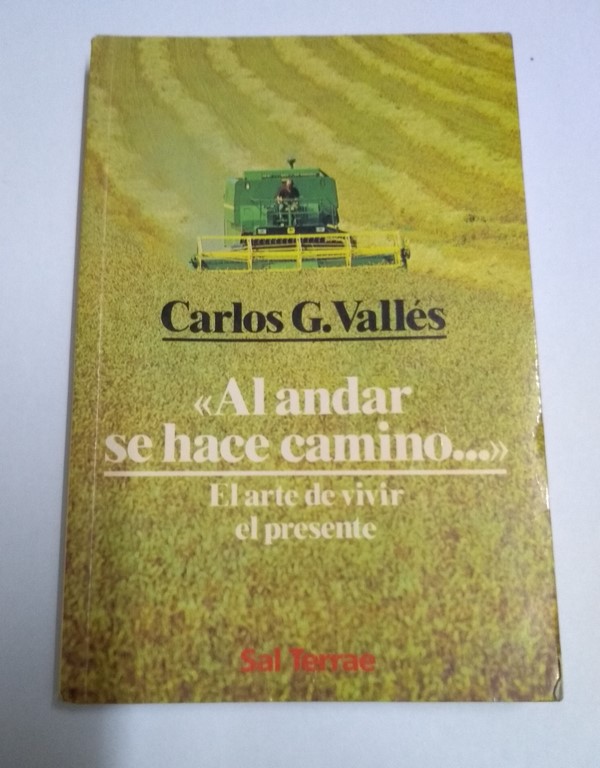 Carlos G. Vallés
«Al andar
se hace camino...»
El arte de vivir
el presente
Sal Terrae